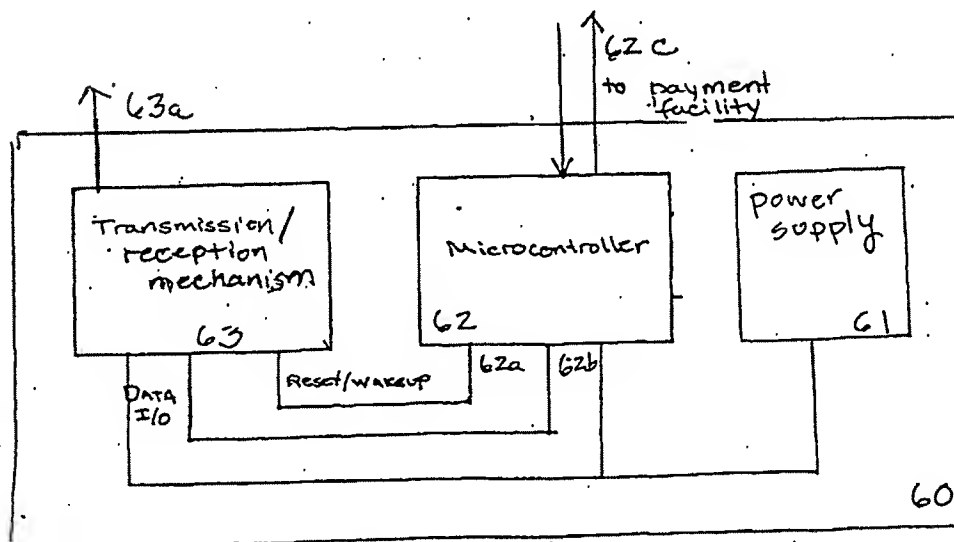 63a
62c
to payment
facility
Transmission/
reception
mechanism
63
Microcontroller
62
power
supply
61
DATA
I/O
Reset/wakeup
62a
62b
60